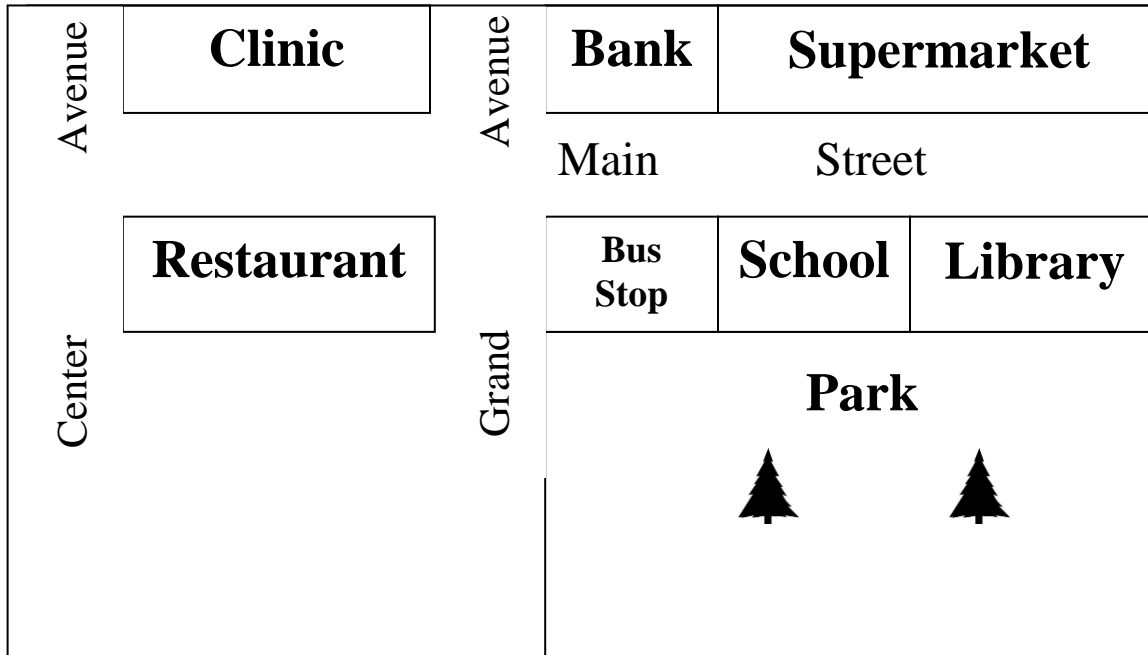 Avenue
Clinic
Avenue
Bank
Supermarket
Main Street
Restaurant
Bus
Stop
School
Library
Center
Grand
Park